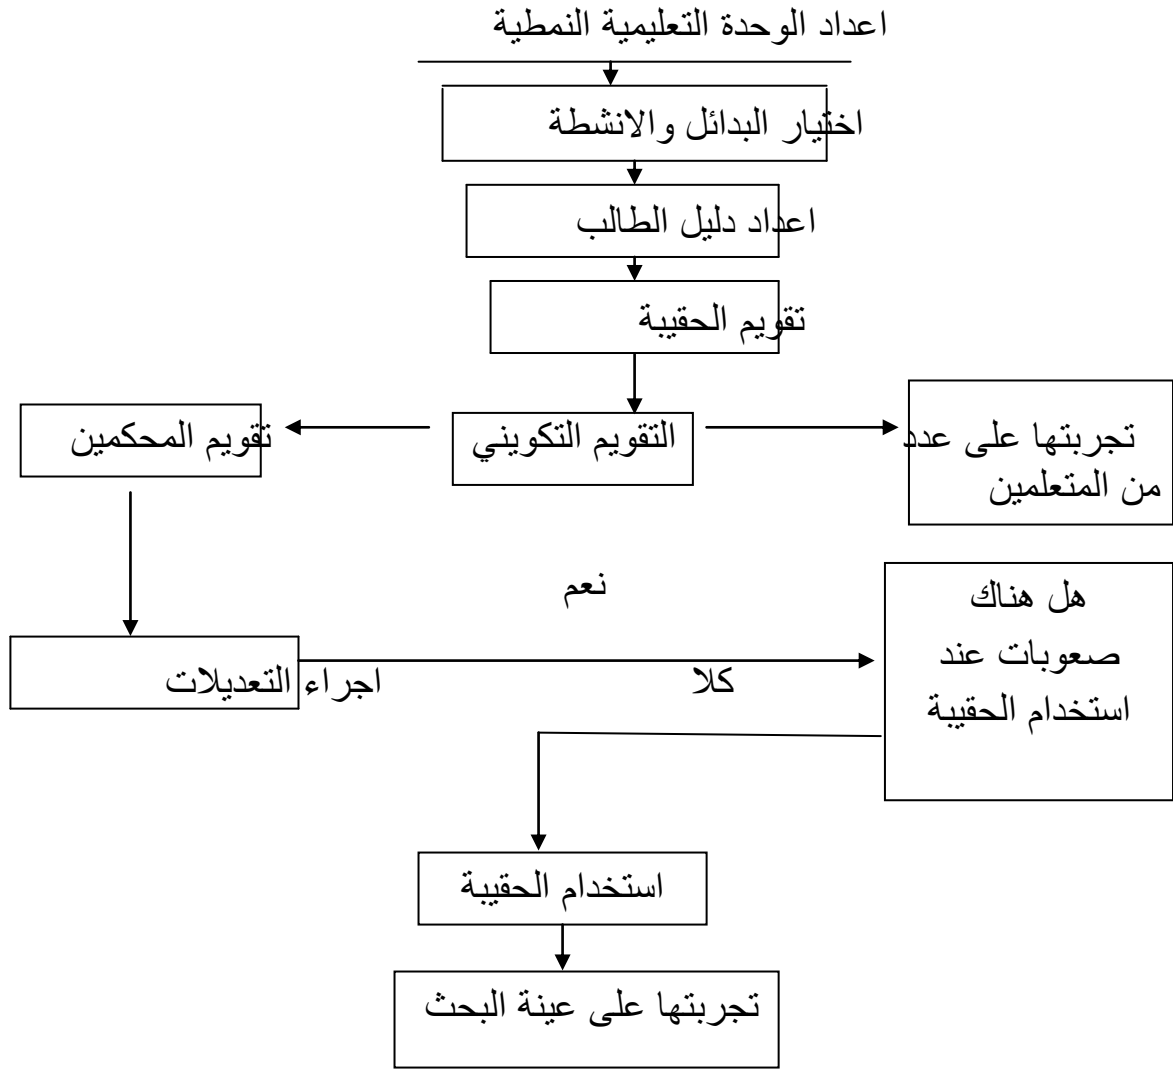 اعداد الوحدة التعليمية النمطية
اختيار البدائل والانشطة
اعداد دليل الطالب
تقويم الحقيبة
تجربتها على عدد
من المتعلمين
التقويم التكويني
تقويم المحكمين
هل هناك
صعوبات عند
استخدام الحقيبة
نعم
كلا
اجراء التعديلات
استخدام الحقيبة
تجربتها على عينة البحث